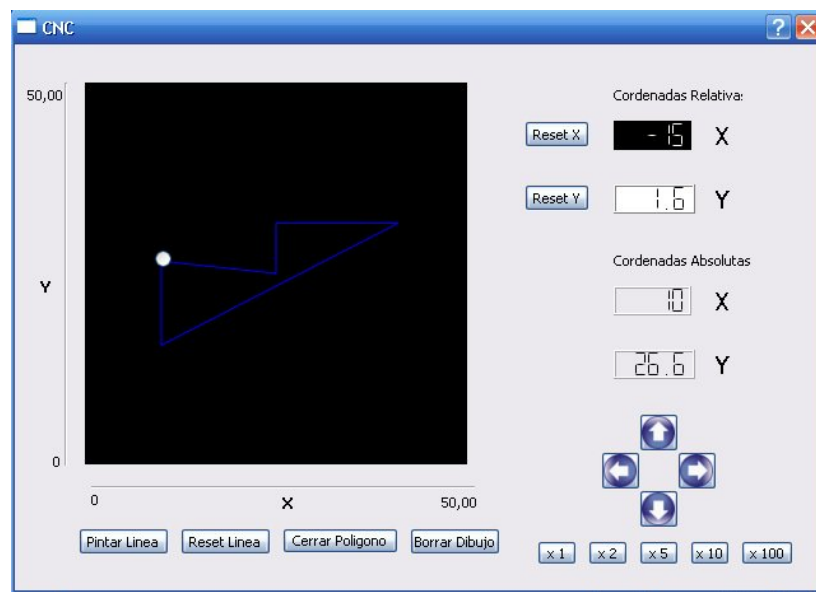 CNC
50,00
Y
0
0
X
50,00
Pintar Linea
Reset Linea
Cerrar Poligono
Borrar Dibujo
Cordenadas Relativa:
Reset X
-15
X
Reset Y
1.6
Y
Cordenadas Absolutas
10
X
26.6
Y
x 1
x 2
x 5
x 10
x 100